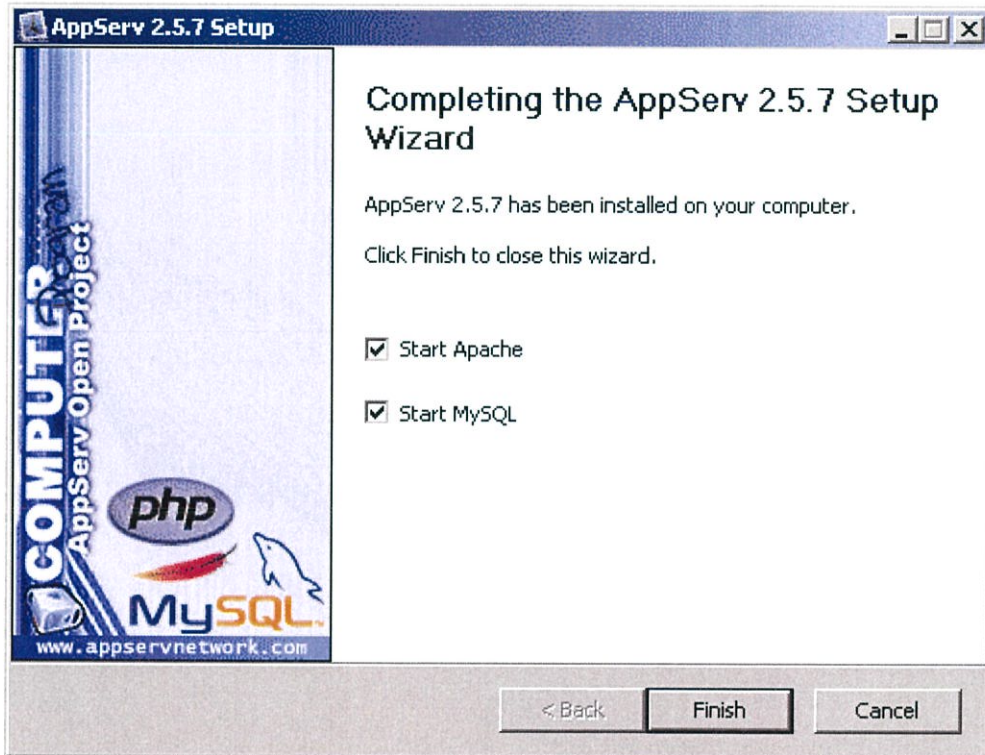 AppServ 2.5.7 Setup
Completing the AppServ 2.5.7 Setup
Wizard
AppServ 2.5.7 has been installed on your computer.
Click Finish to close this wizard.
Start Apache
Start MySQL
COMPUTER
Program
AppServ Open Project
php
MySQL
www.appservnetwork.com
< Back
Finish
Cancel